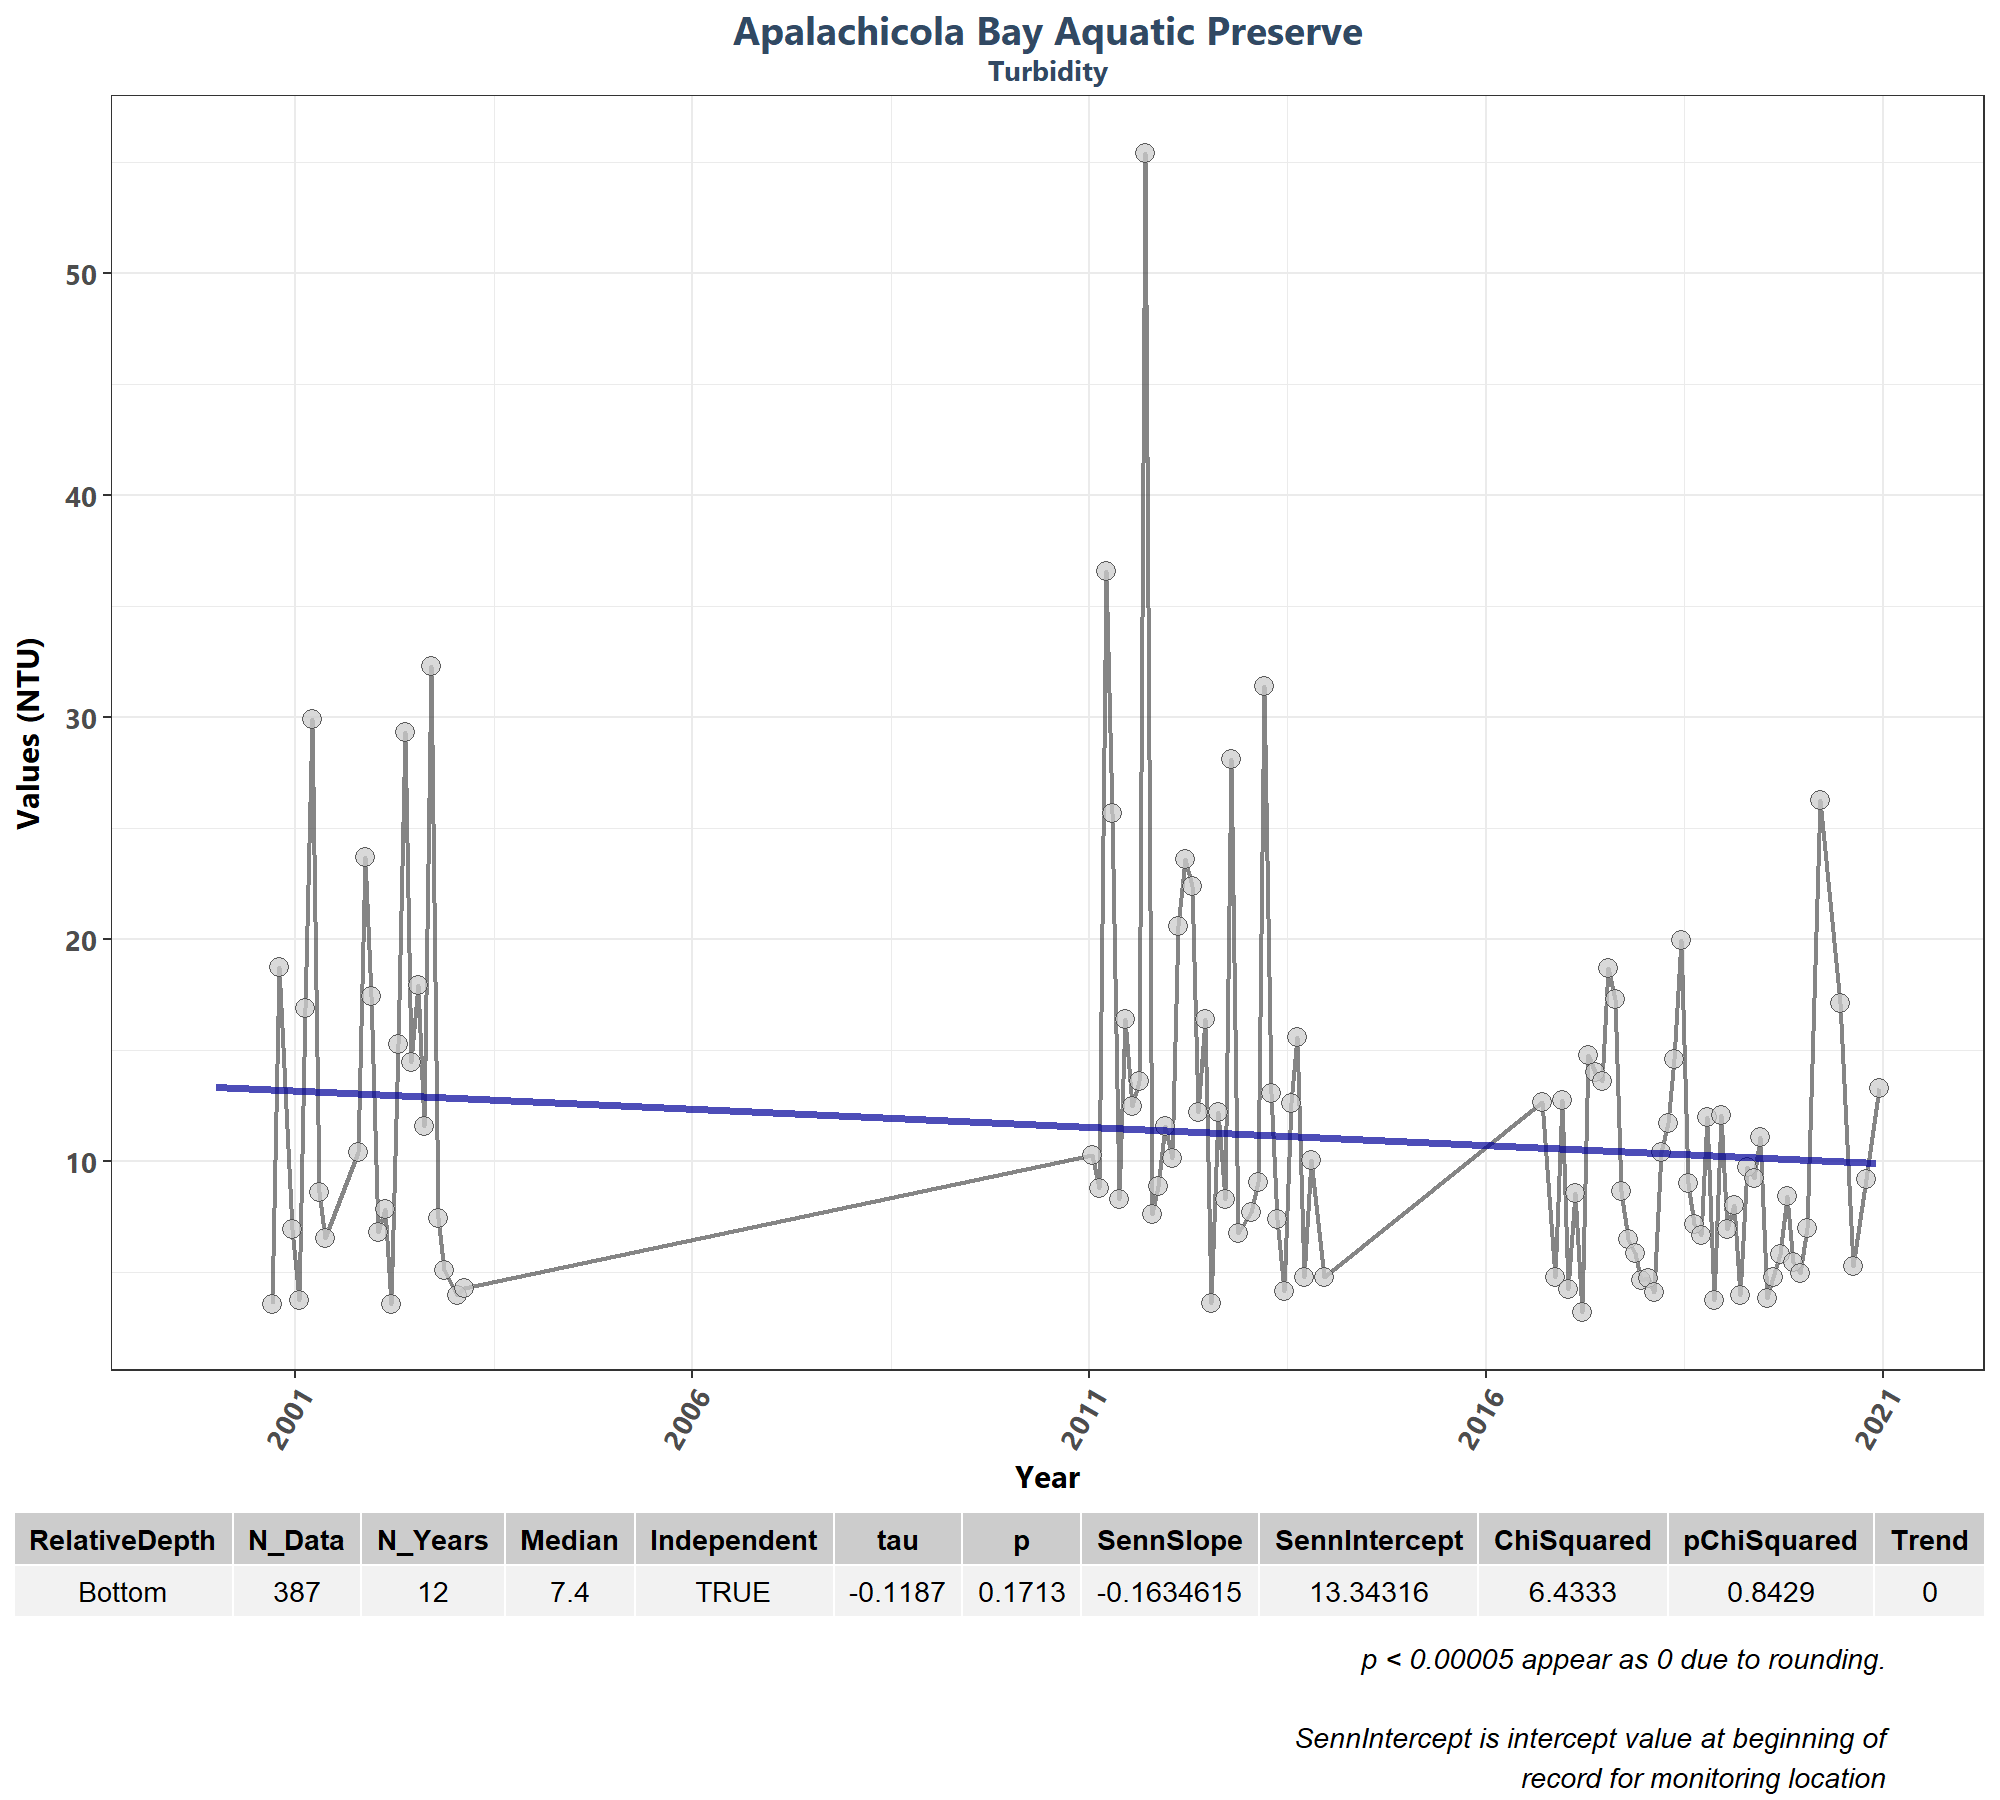 Apalachicola Bay Aquatic Preserve
Turbidity
Values (NTU)
50
40
30
20
10
2001 2006 2011 2016 2021
Year
RelativeDepth N_Data N_Years Median Independent tau p SennSlope SennIntercept ChiSquared pChiSquared Trend
Bottom 387 12 7.4 TRUE -0.1187 0.1713 -0.1634615 13.34316 6.4333 0.8429 0
p < 0.00005 appear as 0 due to rounding.
SennIntercept is intercept value at beginning of
record for monitoring location